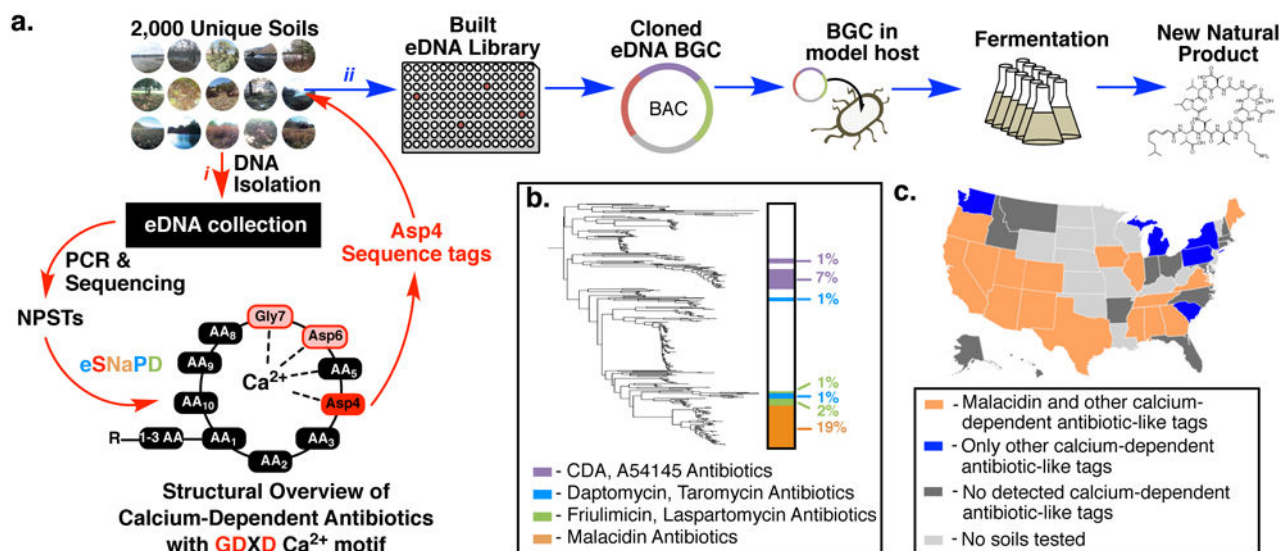 a.
2,000 Unique Soils
ii
Built
eDNA Library
Cloned
eDNA BGC
BAC
BGC in
model host
Fermentation
New Natural
Product
i
DNA
Isolation
eDNA collection
PCR &
Sequencing
NPSTs
eSNaPD
Asp4
Sequence tags
Gly7
Asp6
AA5
Asp4
AA3
AA2
AA1
1-3 AA
R
AA10
AA9
AA8
Ca2+
Structural Overview of
Calcium-Dependent Antibiotics
with GDXD Ca2+ motif
b.
1%
7%
1%
1%
1%
2%
19%
- CDA, A54145 Antibiotics
- Daptomycin, Taromycin Antibiotics
- Friulimicin, Laspartomycin Antibiotics
- Malacidin Antibiotics
c.
- Malacidin and other calcium-
dependent antibiotic-like tags
- Only other calcium-dependent
antibiotic-like tags
- No detected calcium-dependent
antibiotic-like tags
- No soils tested